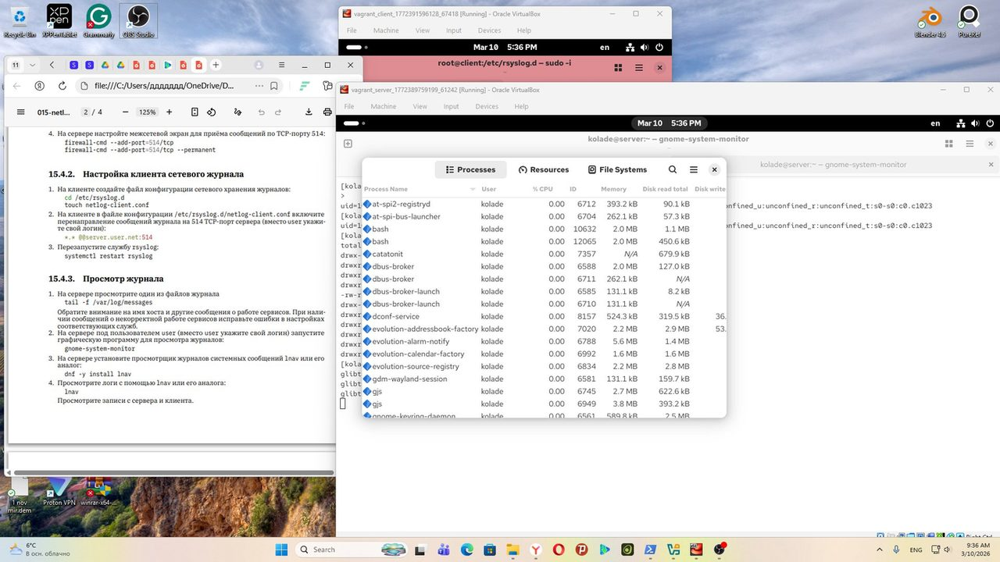 Recycle Bin
XPPenTablet
Grammarly
OBS Studio
Blender 4.5
PureRef
vagrant_client_1772391596128_67418 [Running] - Oracle VirtualBox
File Machine View Input Devices Help
Mar 10 5:36 PM
en
root@client:/etc/rsyslog.d — sudo -i
11
file:///C:/Users/ддддддд/OneDrive/D...
015-netl...
2 / 4
125%
4. На сервере настройте межсетевой экран для приёма сообщений по TCP-порту 514:
firewall-cmd --add-port=514/tcp
firewall-cmd --add-port=514/tcp --permanent
15.4.2. Настройка клиента сетевого журнала
1. На клиенте создайте файл конфигурации сетевого хранения журналов:
cd /etc/rsyslog.d
touch netlog-client.conf
2. На клиенте в файле конфигурации /etc/rsyslog.d/netlog-client.conf включите
перенаправление сообщений журнала на 514 TCP-порт сервера (вместо user укажи-
те свой логин):
*.* @@server.user.net:514
3. Перезапустите службу rsyslog:
systemctl restart rsyslog
15.4.3. Просмотр журнала
1. На сервере просмотрите один из файлов журнала
tail -f /var/log/messages
Обратите внимание на имя хоста и другие сообщения о работе сервисов. При нали-
чии сообщений о некорректной работе сервисов исправьте ошибки в настройках
соответствующих служб.
2. На сервере под пользователем user (вместо user укажите свой логин) запустите
графическую программу для просмотра журналов:
gnome-system-monitor
3. На сервере установите просмотрщик журналов системных сообщений lnav или его
аналог:
dnf -y install lnav
4. Просмотрите логи с помощью lnav или его аналога:
lnav
Просмотрите записи с сервера и клиента.
vagrant_server_1772389759199_61242 [Running] - Oracle VirtualBox
File Machine View Input Devices Help
Mar 10 5:36 PM
en
kolade@server:~ — gnome-system-monitor
kolade@server:~ — gnome-system-monitor
[kola
>
uid=1
nfined_u:unconfined_r:unconfined_t:s0-s0:c0.c1023
[kola
uid=1
nfined_u:unconfined_r:unconfined_t:s0-s0:c0.c1023
[kola
total
drwx-
drwxr
drwxr
drwxr
-rw-r
drwx-
drwxr
drwxr
drwxr
drwxr
[kola
glibt
glibt
glibt
Processes Resources File Systems
Process Name User % CPU ID Memory Disk read total Disk write
at-spi2-registryd kolade 0.00 6712 393.2 kB 90.1 kB
at-spi-bus-launcher kolade 0.00 6704 262.1 kB 57.3 kB
bash kolade 0.00 10632 2.0 MB 1.1 MB
bash kolade 0.00 12065 2.0 MB 450.6 kB
catatonit kolade 0.00 7357 N/A 679.9 kB
dbus-broker kolade 0.00 6588 2.0 MB 127.0 kB
dbus-broker kolade 0.00 6711 262.1 kB N/A
dbus-broker-launch kolade 0.00 6585 131.1 kB 8.2 kB
dbus-broker-launch kolade 0.00 6710 131.1 kB N/A
dconf-service kolade 0.00 8157 524.3 kB 319.5 kB 36.
evolution-addressbook-factory kolade 0.00 7020 2.2 MB 2.9 MB 53.
evolution-alarm-notify kolade 0.00 6788 5.6 MB 1.4 MB
evolution-calendar-factory kolade 0.00 6992 1.6 MB 1.6 MB
evolution-source-registry kolade 0.00 6834 2.2 MB 2.8 MB
gdm-wayland-session kolade 0.00 6581 131.1 kB 159.7 kB
gjs kolade 0.00 6745 2.7 MB 622.6 kB
gjs kolade 0.00 6949 3.8 MB 393.2 kB
gnome-keyring-daemon kolade 0.00 6561 589.8 kB 2.5 MB
1 nov
mir.dem
Proton VPN
winrar-x64-...
6°C
В осн. облачно
Search
ENG
9:36 AM
3/10/2026